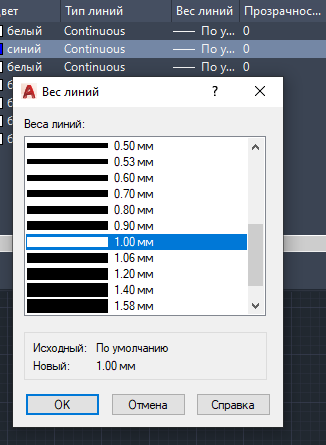 вет Тип линий Вес линий Прозрачнос...
белый Continuous По у... 0
синий Continuous По у... 0
белый Continuous По у... 0
Вес линий
Веса линий:
0.50 мм
0.53 мм
0.60 мм
0.70 мм
0.80 мм
0.90 мм
1.00 мм
1.06 мм
1.20 мм
1.40 мм
1.58 мм
Исходный: По умолчанию
Новый: 1.00 мм
OK Отмена Справка